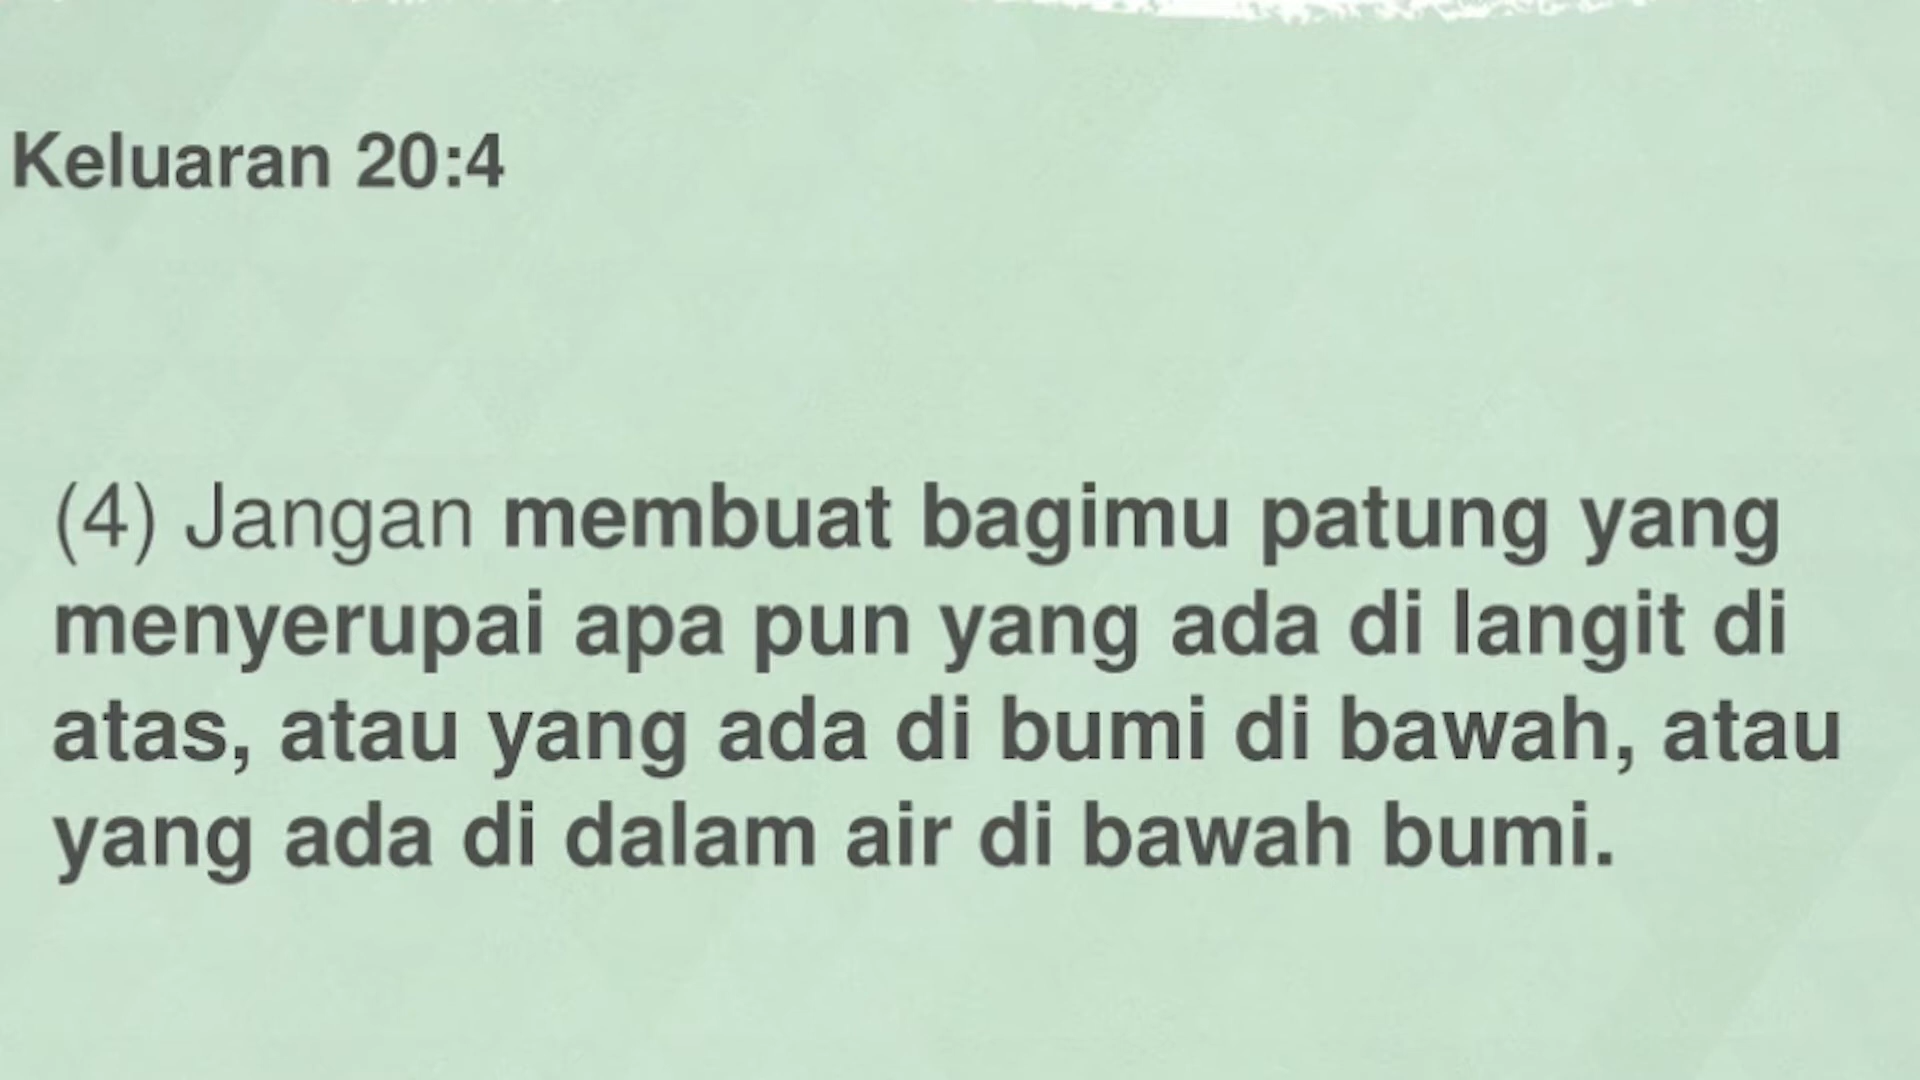 Keluaran 20:4
(4) Jangan membuat bagimu patung yang
menyerupai apa pun yang ada di langit di
atas, atau yang ada di bumi di bawah, atau
yang ada di dalam air di bawah bumi.